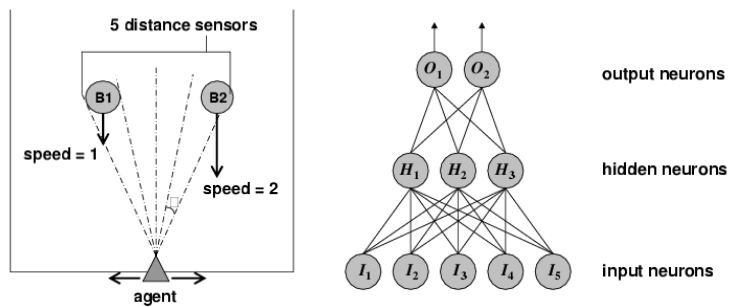 5 distance sensors
B1
B2
speed = 1
speed = 2
agent
O1
O2
output neurons
H1
H2
H3
hidden neurons
I1
I2
I3
I4
I5
input neurons